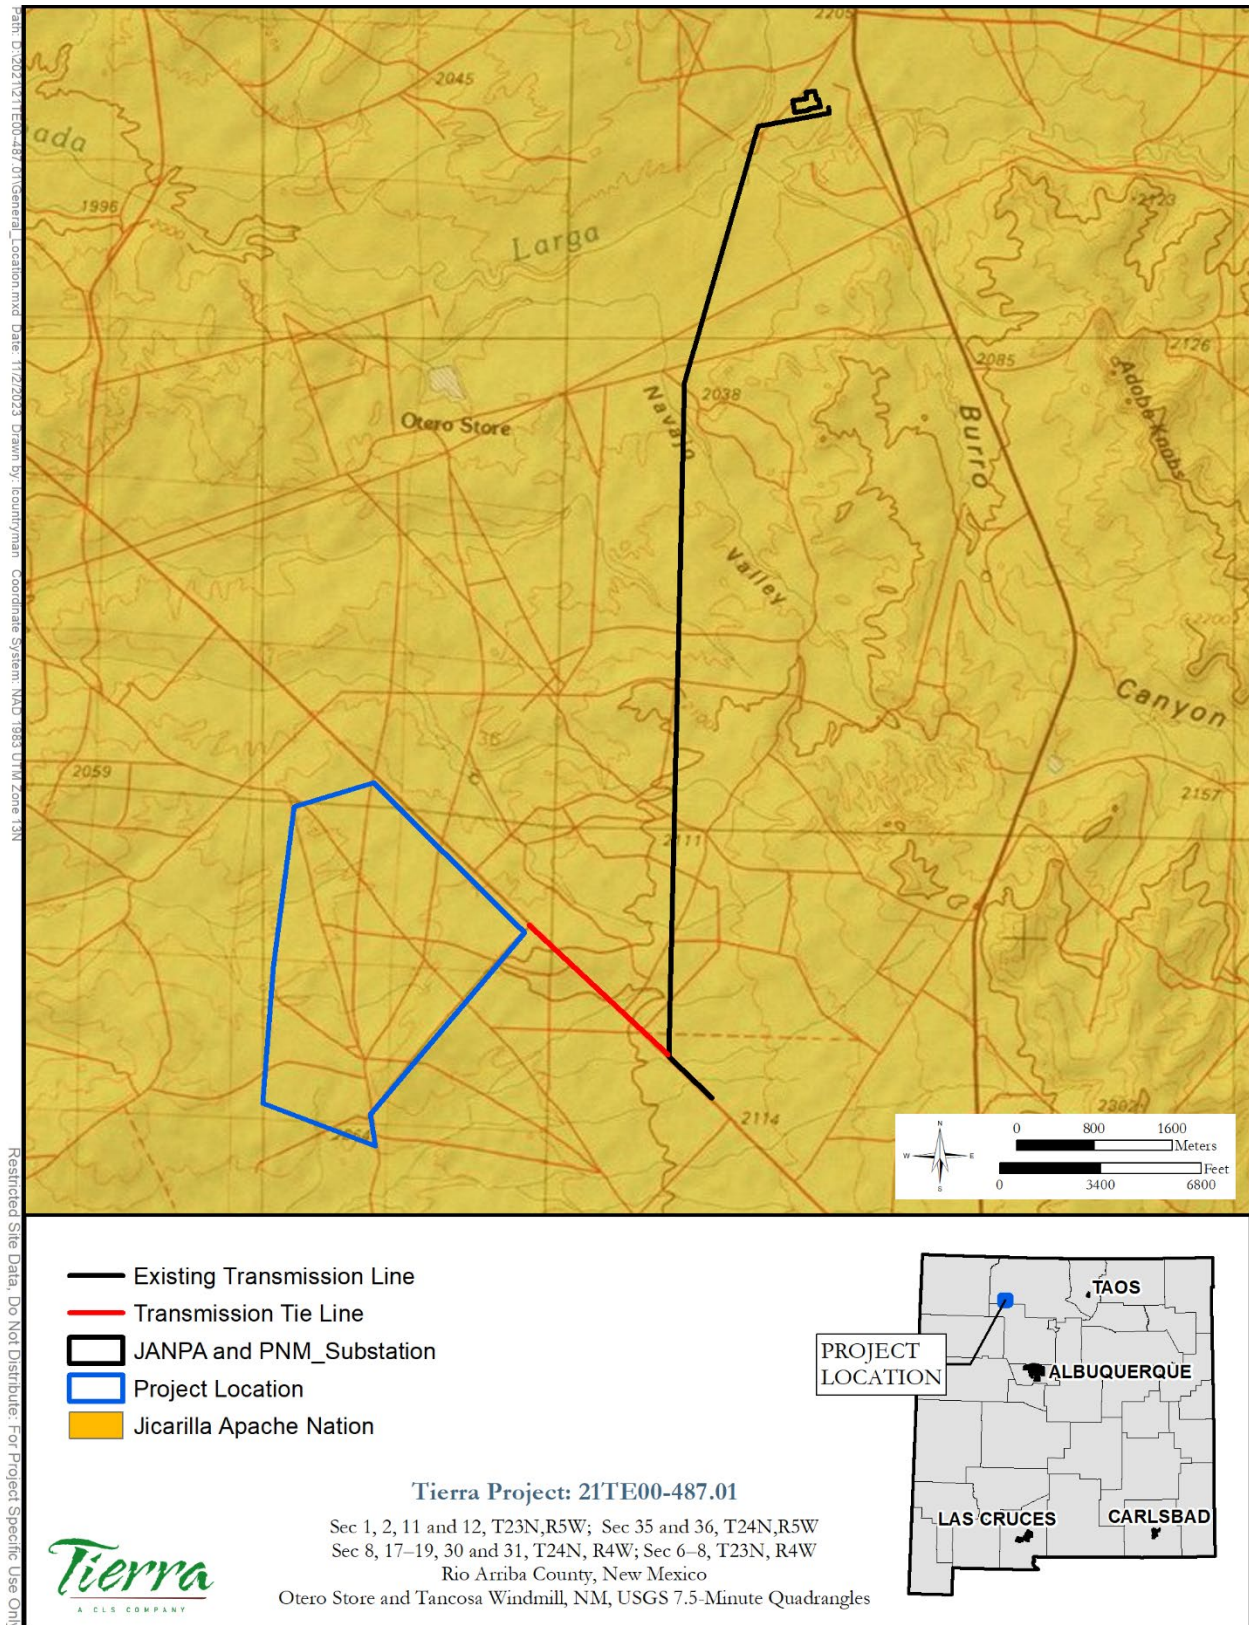 Path: D:\2021\21TE00-487.01\General_Location.mxd Date: 11/2/2023 Drawn by: lcountryman Coordinate System: NAD 1983 UTM Zone 13N
Restricted Site Data, Do Not Distribute: For Project Specific Use Only
2205
2045
ada
1996
2000
Larga
2123
2126
2085
Adobe Knobs
Navajo
2038
Otero Store
Burro
Valley
Canyon
36
2059
2157
2111
2114
2302
N
W
E
S
0 800 1600
Meters
Feet
0 3400 6800
Existing Transmission Line
Transmission Tie Line
JANPA and PNM_Substation
Project Location
Jicarilla Apache Nation
TAOS
PROJECT
LOCATION
ALBUQUERQUE
LAS CRUCES
CARLSBAD
Tierra Project: 21TE00-487.01
Sec 1, 2, 11 and 12, T23N,R5W; Sec 35 and 36, T24N,R5W
Sec 8, 17–19, 30 and 31, T24N, R4W; Sec 6–8, T23N, R4W
Rio Arriba County, New Mexico
Otero Store and Tancosa Windmill, NM, USGS 7.5-Minute Quadrangles
Tierra
A CLS COMPANY